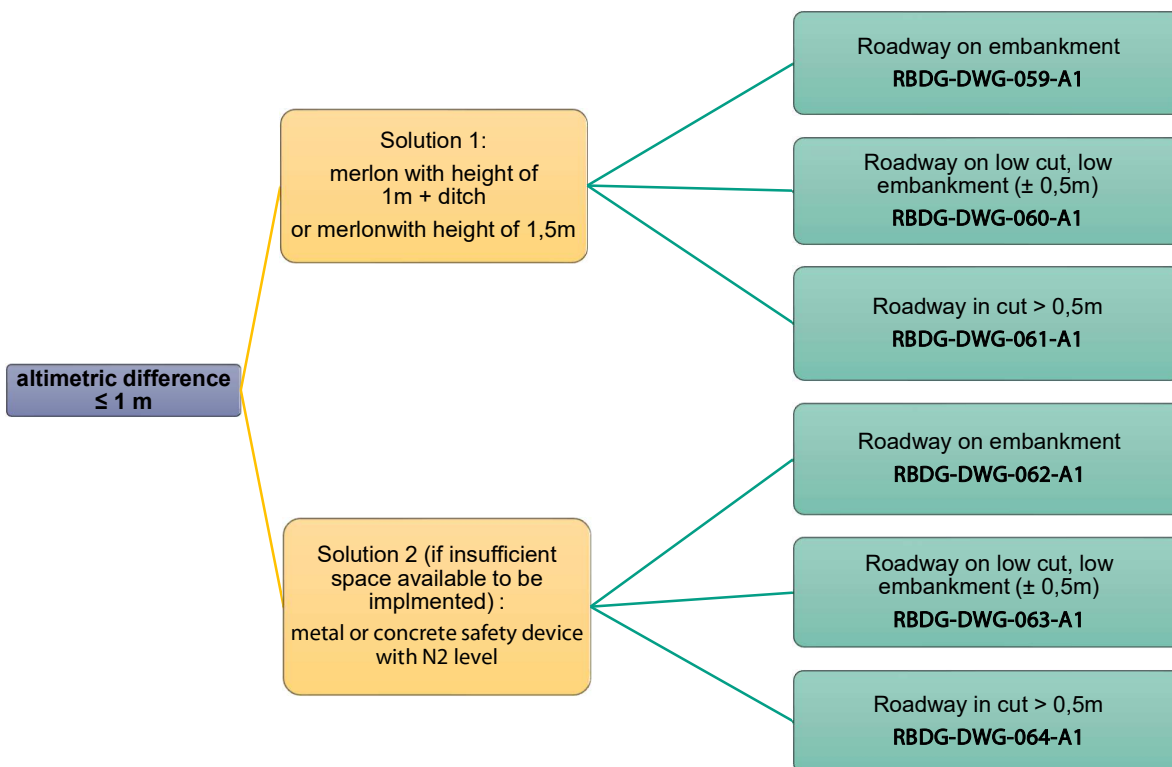 altimetric difference
≤ 1 m
Solution 1:
merlon with height of
1m + ditch
or merlonwith height of 1,5m
Roadway on embankment
RBDG-DWG-059-A1
Roadway on low cut, low
embankment (± 0,5m)
RBDG-DWG-060-A1
Roadway in cut > 0,5m
RBDG-DWG-061-A1
Solution 2 (if insufficient
space available to be
implmented) :
metal or concrete safety device
with N2 level
Roadway on embankment
RBDG-DWG-062-A1
Roadway on low cut, low
embankment (± 0,5m)
RBDG-DWG-063-A1
Roadway in cut > 0,5m
RBDG-DWG-064-A1